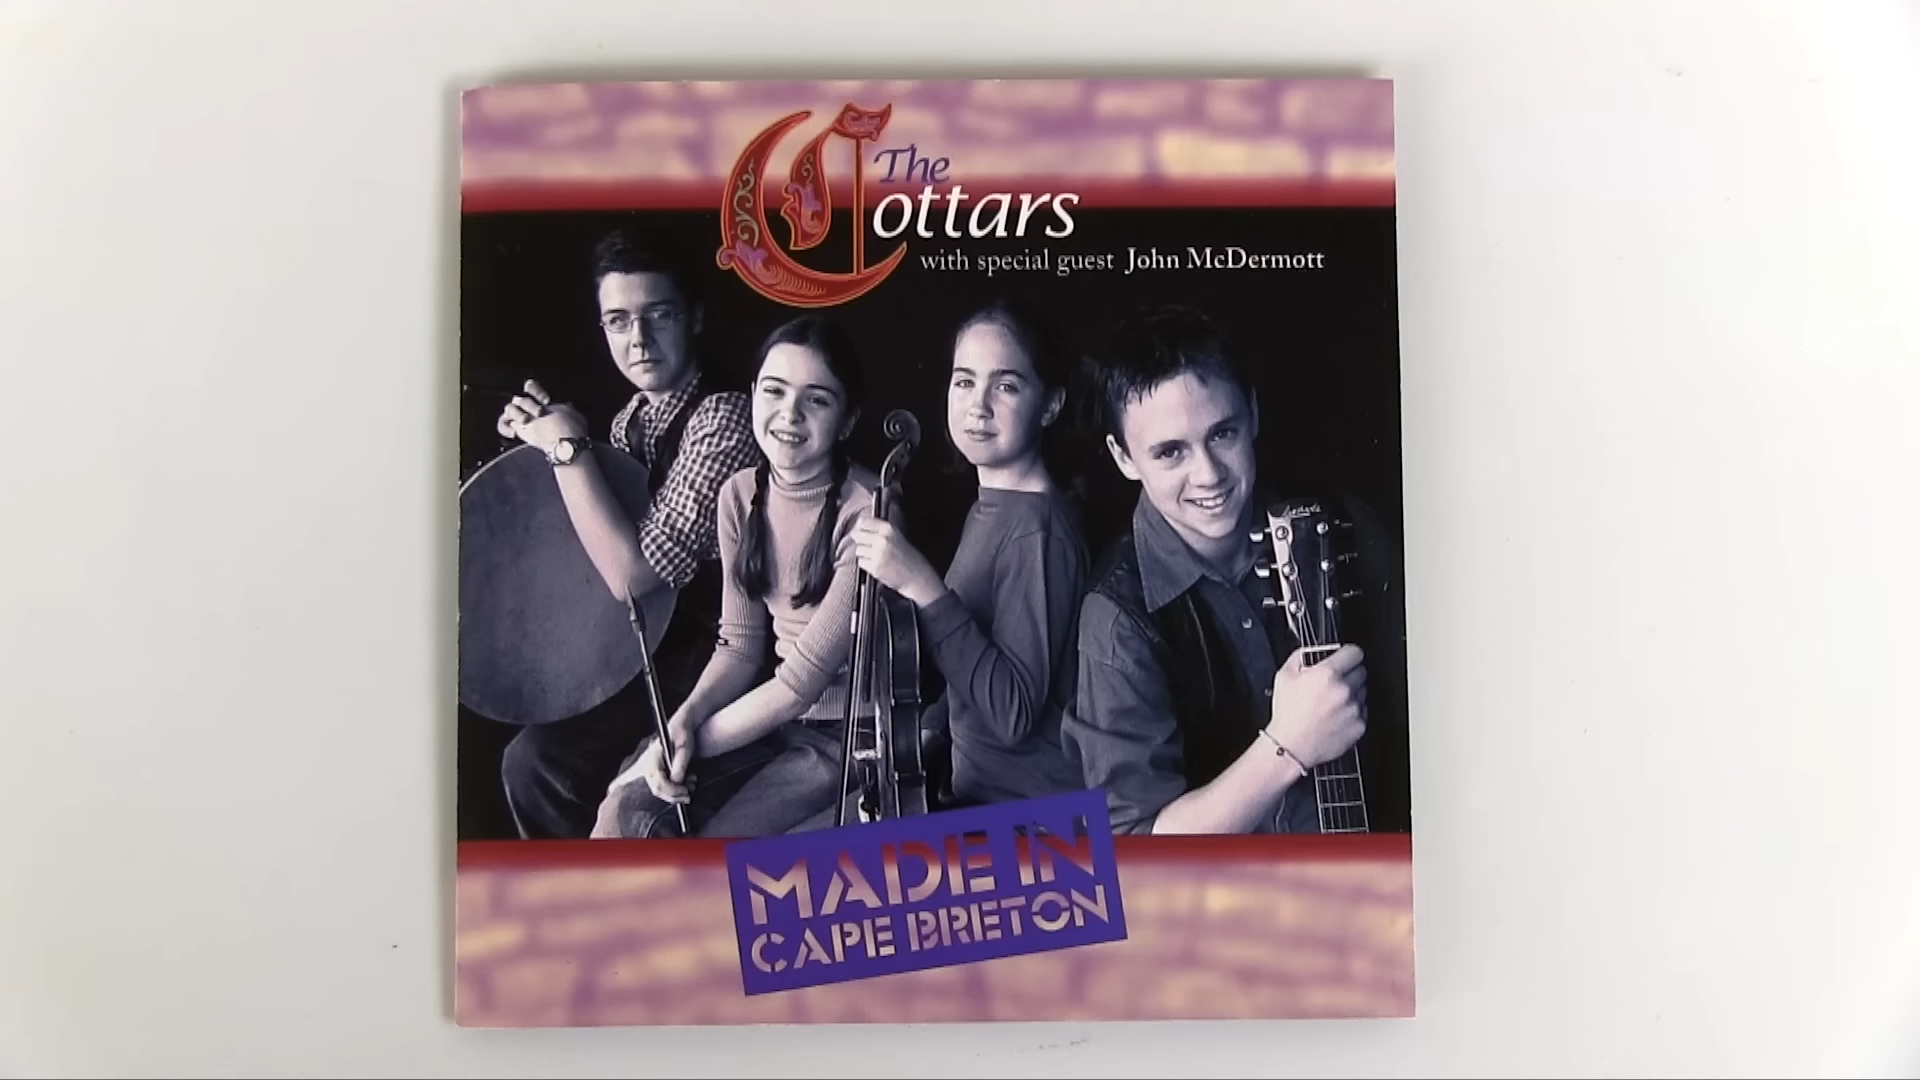 The
Cottars
with special guest John McDermott
MADE IN
CAPE BRETON